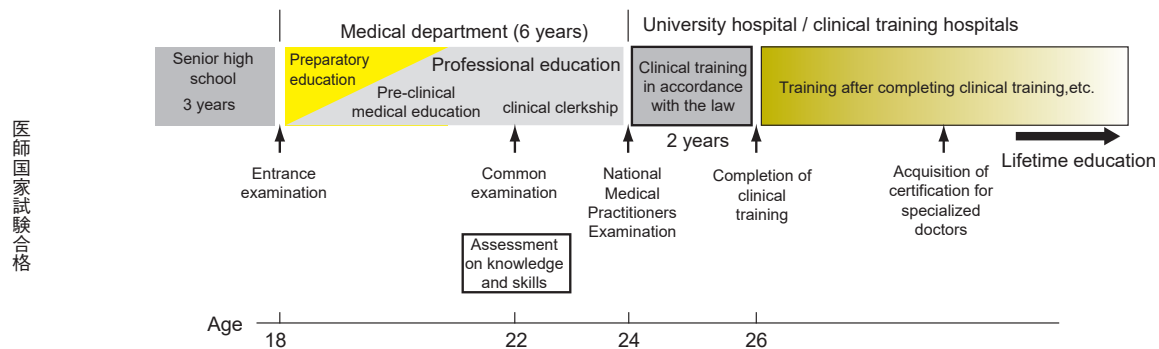 Medical department (6 years)
University hospital / clinical training hospitals
Senior high
school
3 years
Preparatory
education
Professional education
Pre-clinical
medical education
clinical clerkship
Clinical training
in accordance
with the law
2 years
Training after completing clinical training,etc.
Lifetime education
Entrance
examination
Common
examination
National
Medical
Practitioners
Examination
Completion of
clinical
training
Acquisition of
certification for
specialized
doctors
Assessment
on knowledge
and skills
医師国家試験合格
Age
18
22
24
26